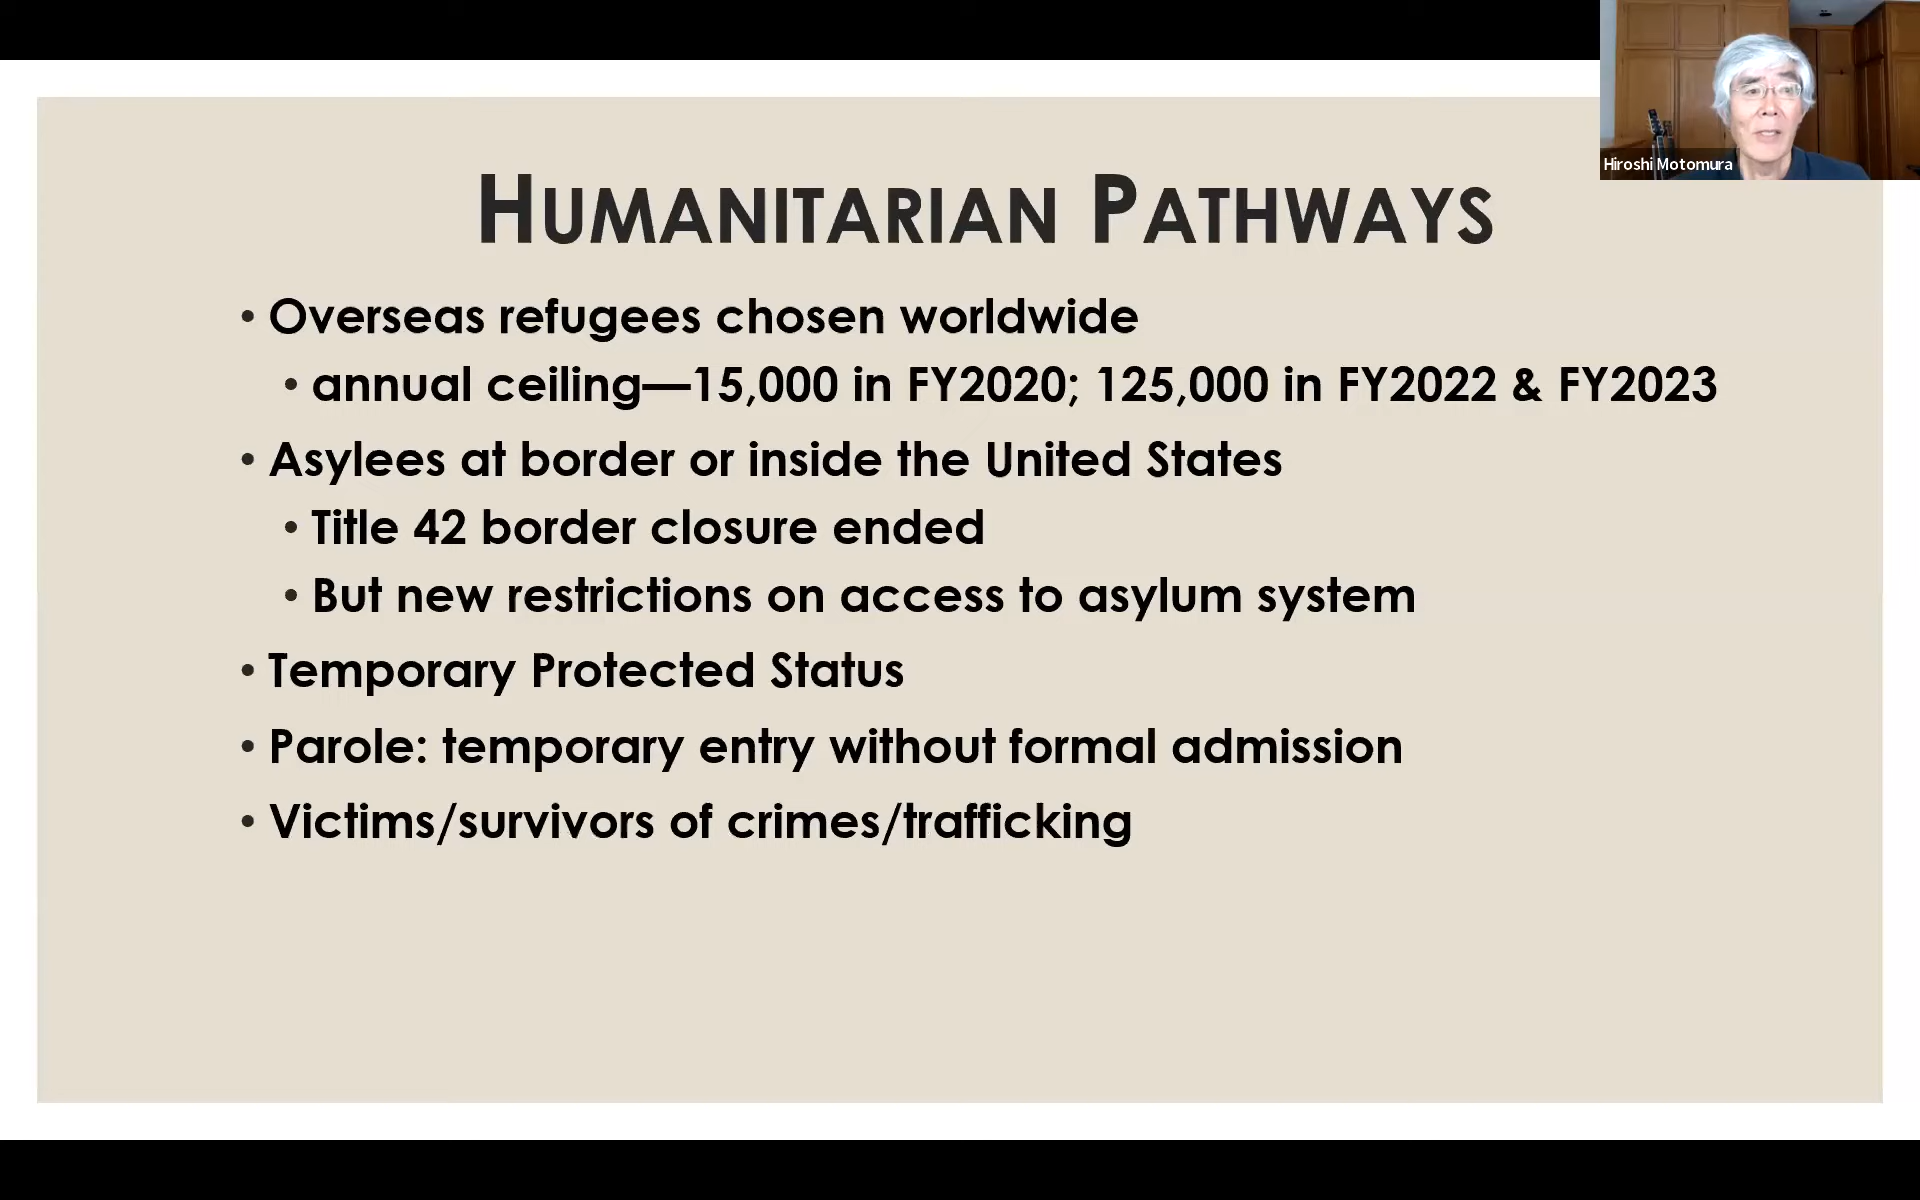 Hiroshi Motomura
HUMANITARIAN PATHWAYS
• Overseas refugees chosen worldwide
• annual ceiling—15,000 in FY2020; 125,000 in FY2022 & FY2023
• Asylees at border or inside the United States
• Title 42 border closure ended
• But new restrictions on access to asylum system
• Temporary Protected Status
• Parole: temporary entry without formal admission
• Victims/survivors of crimes/trafficking